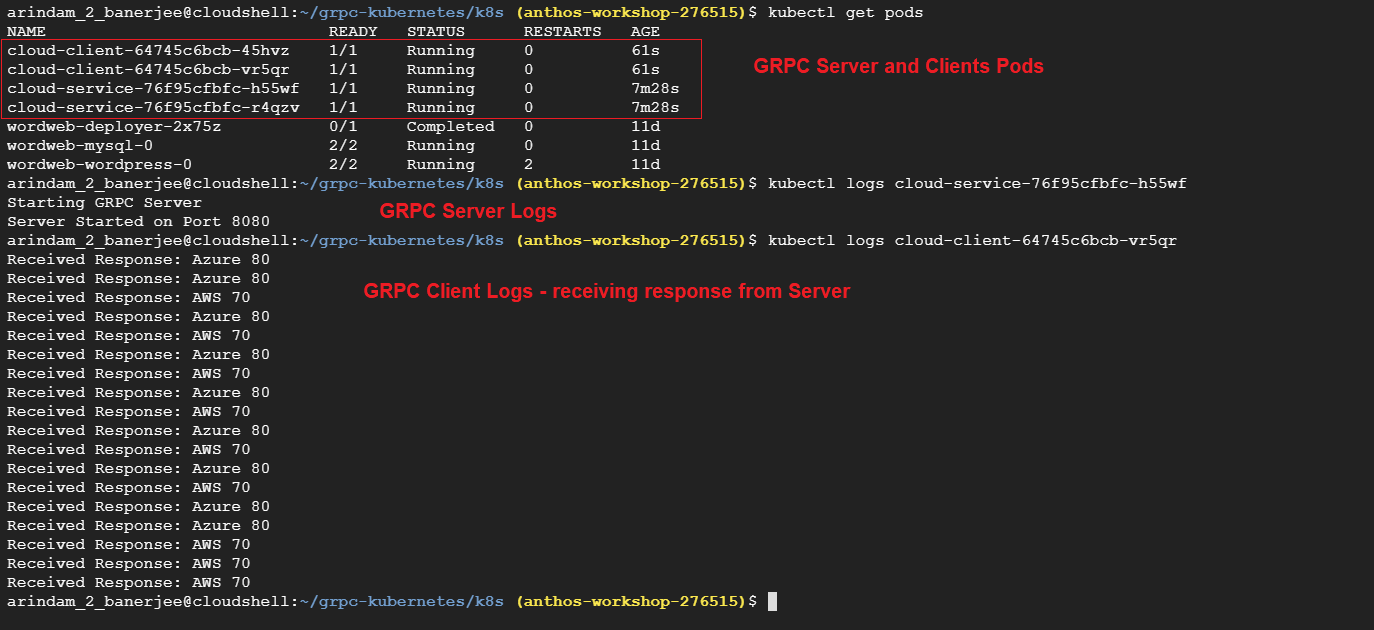 arindam_2_banerjee@cloudshell:~/grpc-kubernetes/k8s (anthos-workshop-276515)$ kubectl get pods
NAME READY STATUS RESTARTS AGE
cloud-client-64745c6bcb-45hvz 1/1 Running 0 61s
cloud-client-64745c6bcb-vr5qr 1/1 Running 0 61s
GRPC Server and Clients Pods
cloud-service-76f95cfbfc-h55wf 1/1 Running 0 7m28s
cloud-service-76f95cfbfc-r4qzv 1/1 Running 0 7m28s
wordweb-deployer-2x75z 0/1 Completed 0 11d
wordweb-mysql-0 2/2 Running 0 11d
wordweb-wordpress-0 2/2 Running 2 11d
arindam_2_banerjee@cloudshell:~/grpc-kubernetes/k8s (anthos-workshop-276515)$ kubectl logs cloud-service-76f95cfbfc-h55wf
Starting GRPC Server
GRPC Server Logs
Server Started on Port 8080
arindam_2_banerjee@cloudshell:~/grpc-kubernetes/k8s (anthos-workshop-276515)$ kubectl logs cloud-client-64745c6bcb-vr5qr
Received Response: Azure 80
Received Response: Azure 80
GRPC Client Logs - receiving response from Server
Received Response: AWS 70
Received Response: Azure 80
Received Response: AWS 70
Received Response: Azure 80
Received Response: AWS 70
Received Response: Azure 80
Received Response: AWS 70
Received Response: Azure 80
Received Response: AWS 70
Received Response: Azure 80
Received Response: AWS 70
Received Response: Azure 80
Received Response: Azure 80
Received Response: AWS 70
Received Response: AWS 70
Received Response: AWS 70
arindam_2_banerjee@cloudshell:~/grpc-kubernetes/k8s (anthos-workshop-276515)$